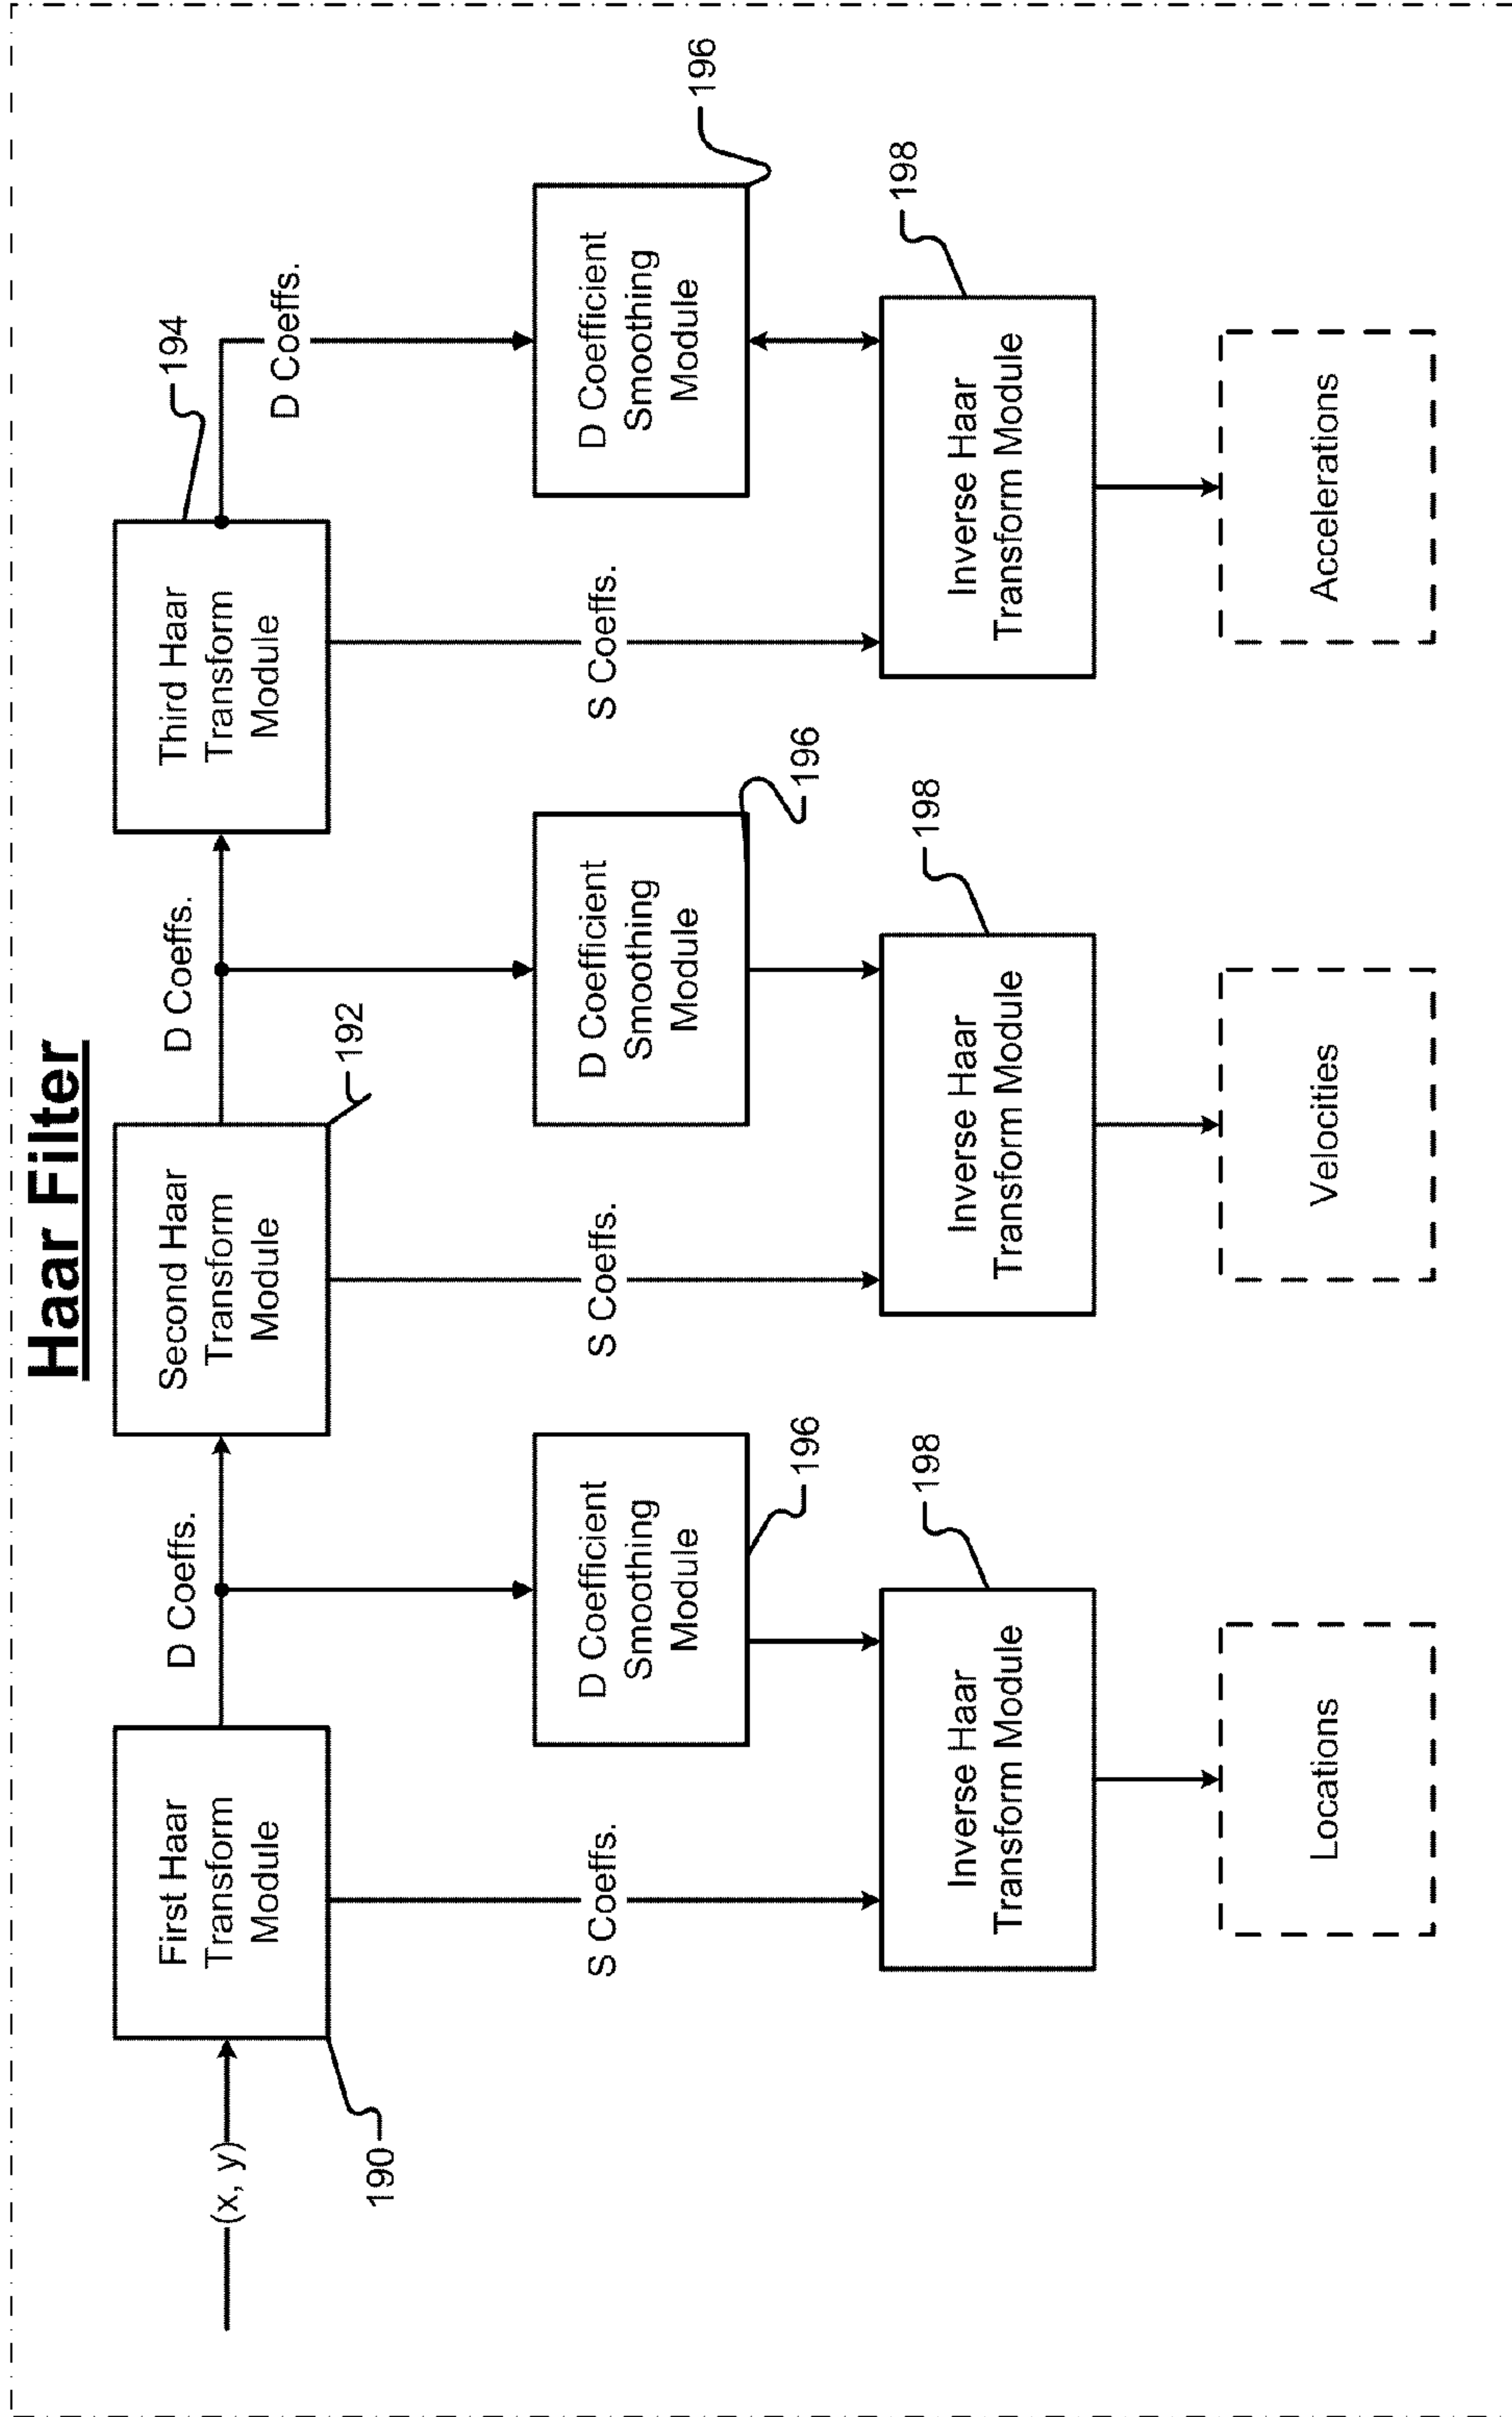 Haar Filter
(x, y)
190
First Haar
Transform
Module
D Coeffs.
Second Haar
Transform
Module
192
D Coeffs.
Third Haar
Transform
Module
194
D Coeffs.
S Coeffs.
D Coefficient
Smoothing
Module
196
S Coeffs.
D Coefficient
Smoothing
Module
196
S Coeffs.
D Coefficient
Smoothing
Module
196
Inverse Haar
Transform Module
198
Inverse Haar
Transform Module
198
Inverse Haar
Transform Module
198
Locations
Velocities
Accelerations